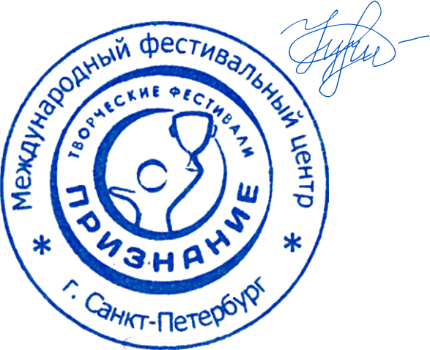 Международный фестивальный центр
ТВОРЧЕСКИЕ ФЕСТИВАЛИ
ПРИЗНАНИЕ
* г. Санкт-Петербург *